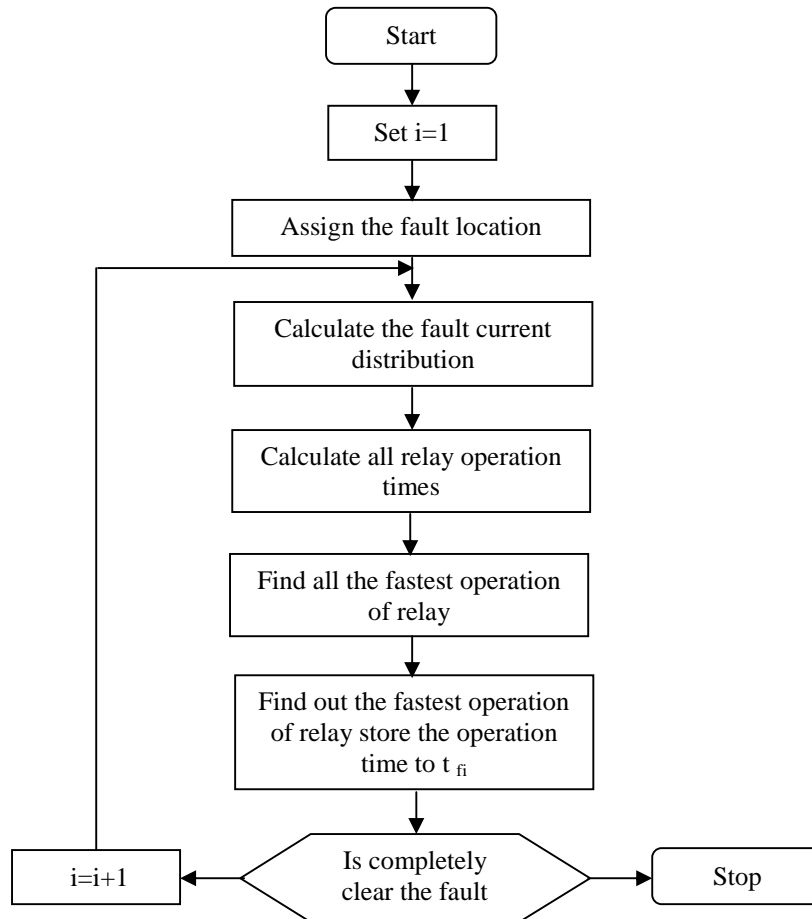 Start
Set i=1
Assign the fault location
Calculate the fault current
distribution
Calculate all relay operation
times
Find all the fastest operation
of relay
Find out the fastest operation
of relay store the operation
time to t fi
i=i+1
Is completely
clear the fault
Stop